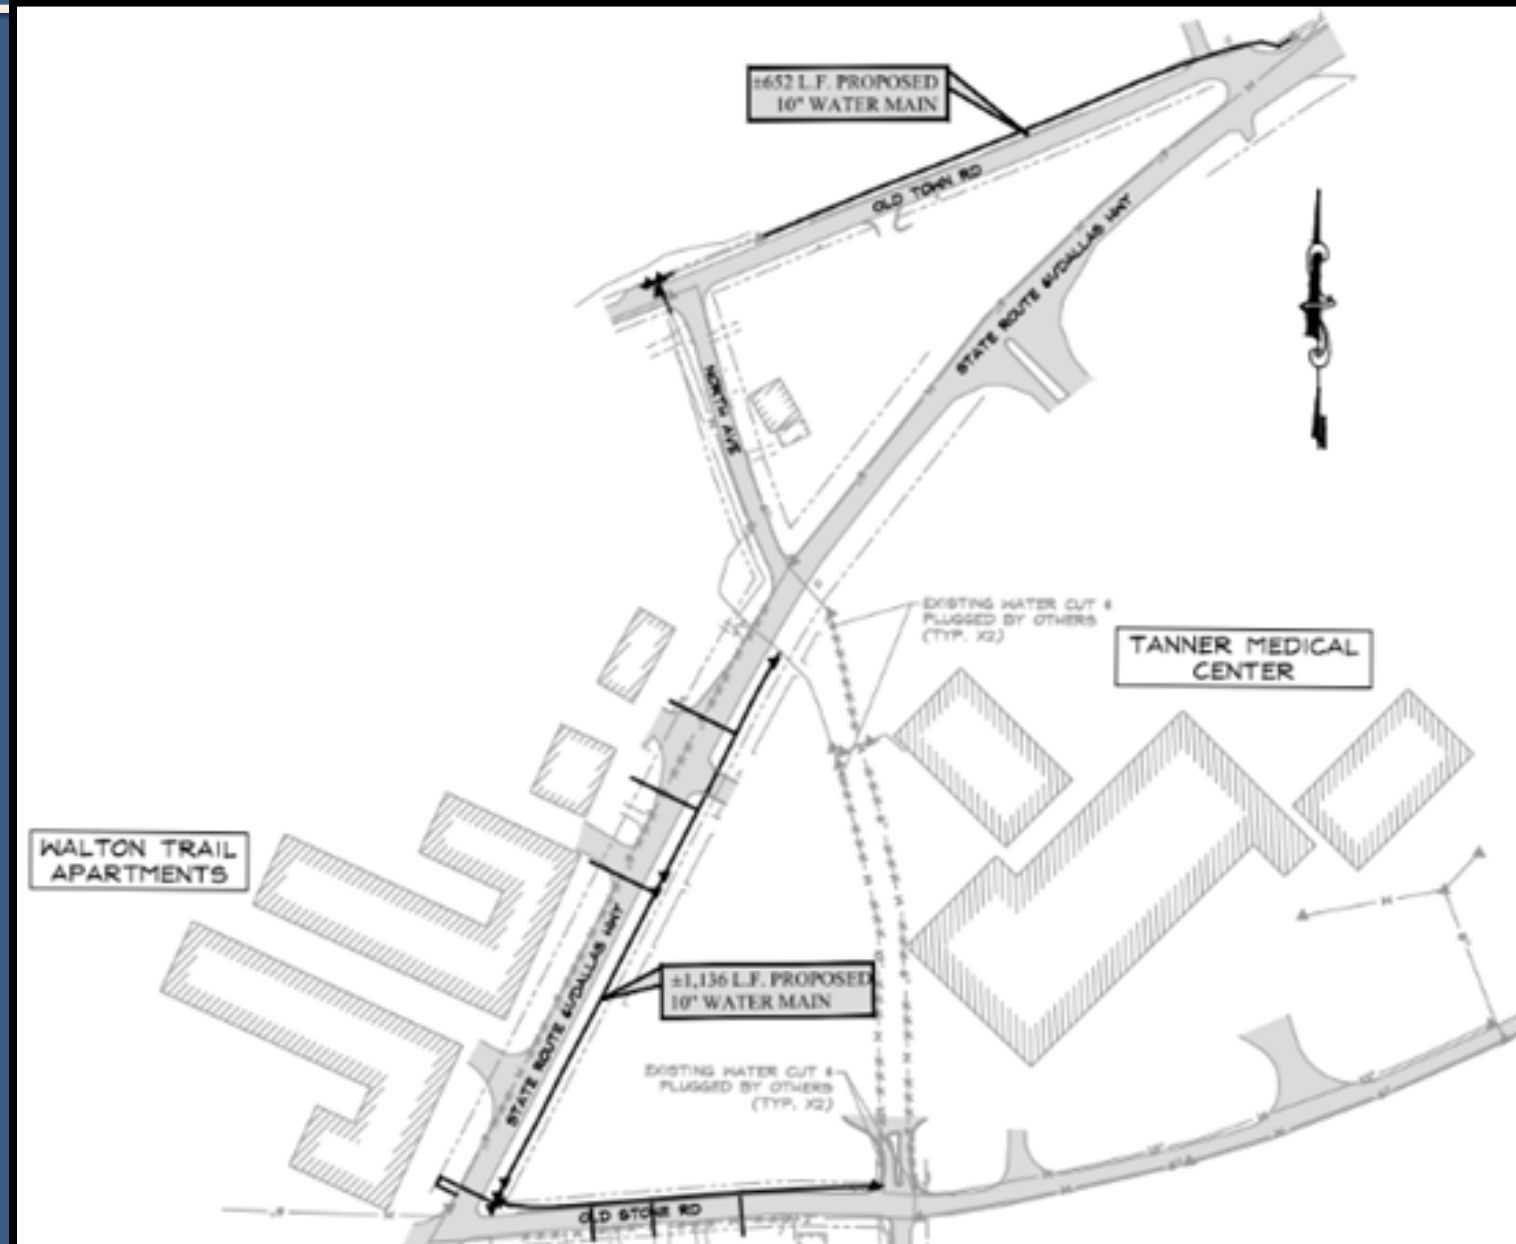 ±652 L.F. PROPOSED
10" WATER MAIN
OLD TOWN RD
STATE ROUTE 61/DALLAS HWY
NORTH AVE
EXISTING WATER CUT &
PLUGGED BY OTHERS
(TYP. X2)
TANNER MEDICAL
CENTER
WALTON TRAIL
APARTMENTS
STATE ROUTE 61/DALLAS HWY
±1,136 L.F. PROPOSED
10" WATER MAIN
EXISTING WATER CUT &
PLUGGED BY OTHERS
(TYP. X2)
OLD STONE RD